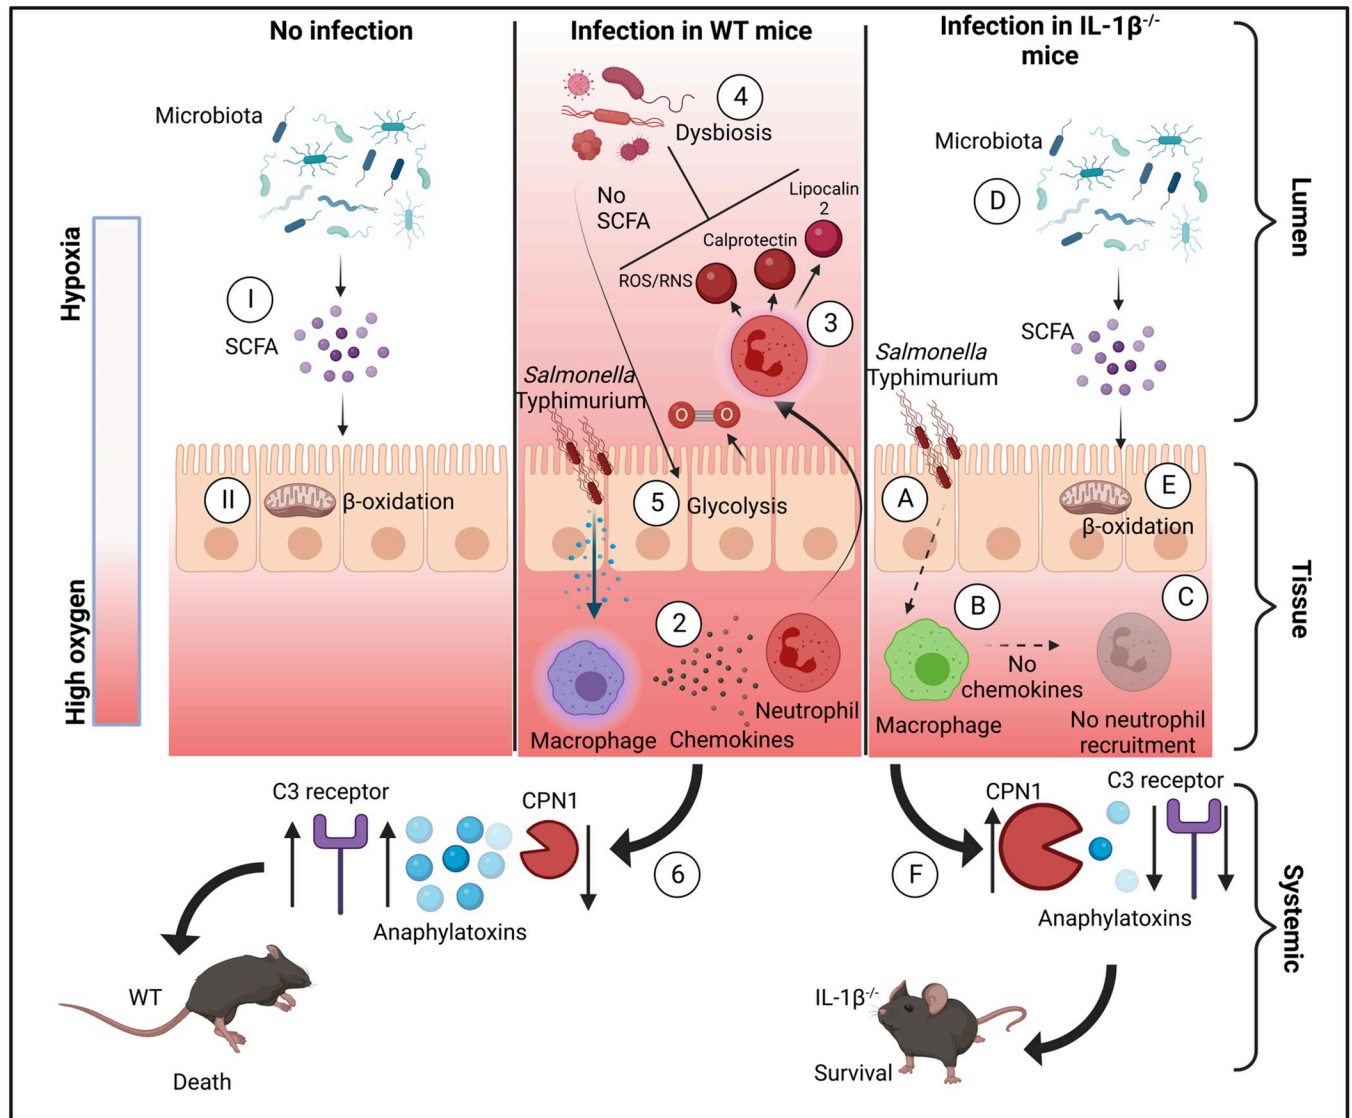 No infection
Infection in WT mice
Infection in IL-1β-/-
mice
Hypoxia
High oxygen
Microbiota
I
SCFA
II
β-oxidation
4
Dysbiosis
No
SCFA
Lipocalin
2
Calprotectin
ROS/RNS
3
Salmonella
Typhimurium
O
O
5
Glycolysis
2
Macrophage
Chemokines
Neutrophil
Microbiota
D
SCFA
Salmonella
Typhimurium
A
E
β-oxidation
B
C
No
chemokines
Macrophage
No neutrophil
recruitment
Lumen
Tissue
Systemic
C3 receptor
CPN1
Anaphylatoxins
6
WT
Death
F
CPN1
C3 receptor
Anaphylatoxins
IL-1β-/-
Survival